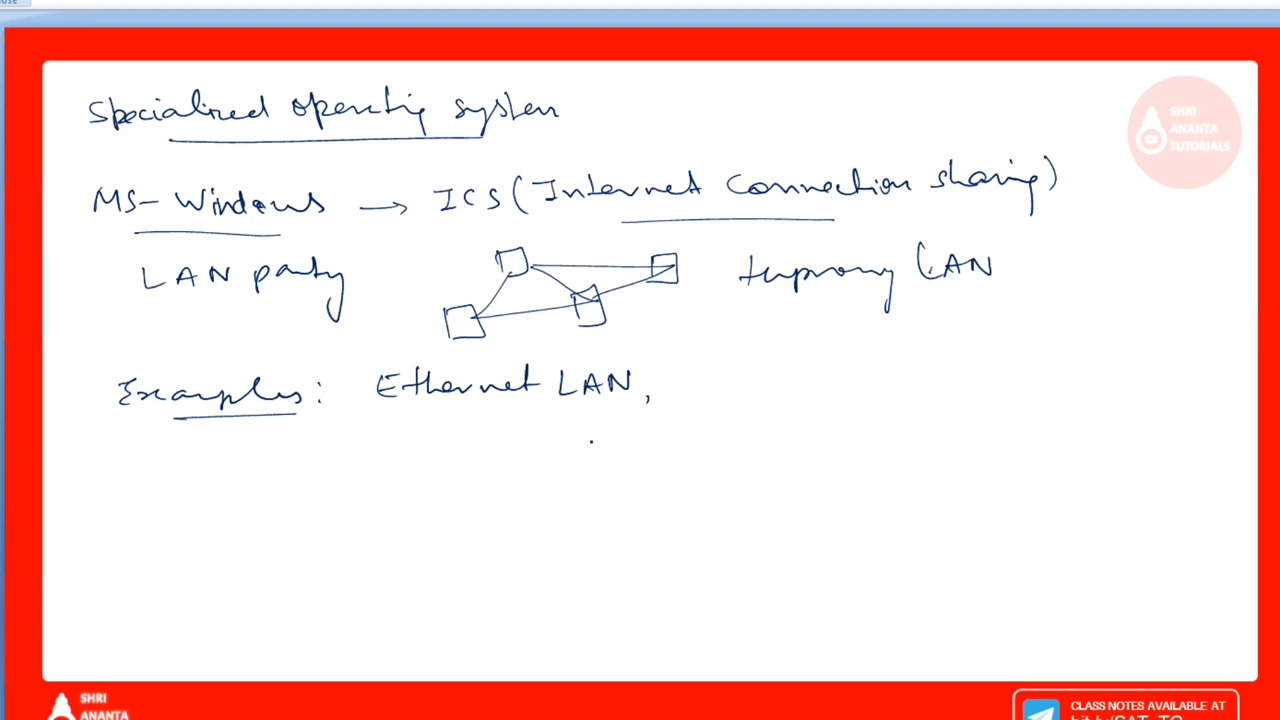 Specialized operating system
SHRI
ANANTA
TUTORIALS
MS-Windows → ICS (Internet Connection sharing)
LAN party
temporary LAN
Examples: Ethernet LAN,
SHRI
ANANTA
CLASS NOTES AVAILABLE AT